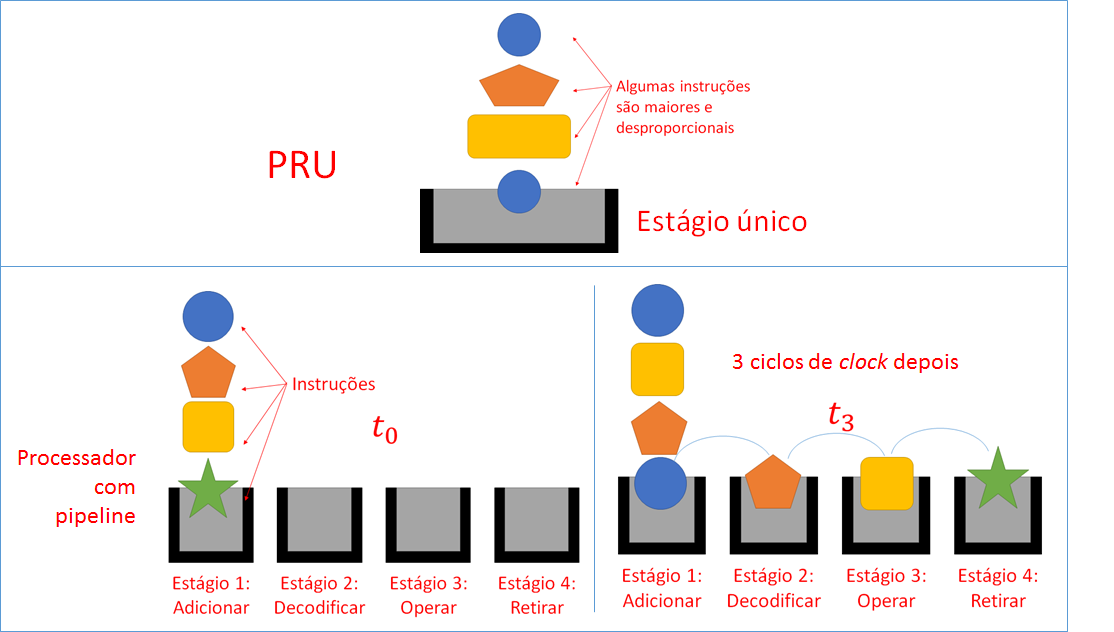 Algumas instruções
são maiores e
desproporcionais
PRU
Estágio único
Instruções
t0
Processador
com
pipeline
Estágio 1:
Adicionar
Estágio 2:
Decodificar
Estágio 3:
Operar
Estágio 4:
Retirar
3 ciclos de clock depois
t3
Estágio 1:
Adicionar
Estágio 2:
Decodificar
Estágio 3:
Operar
Estágio 4:
Retirar